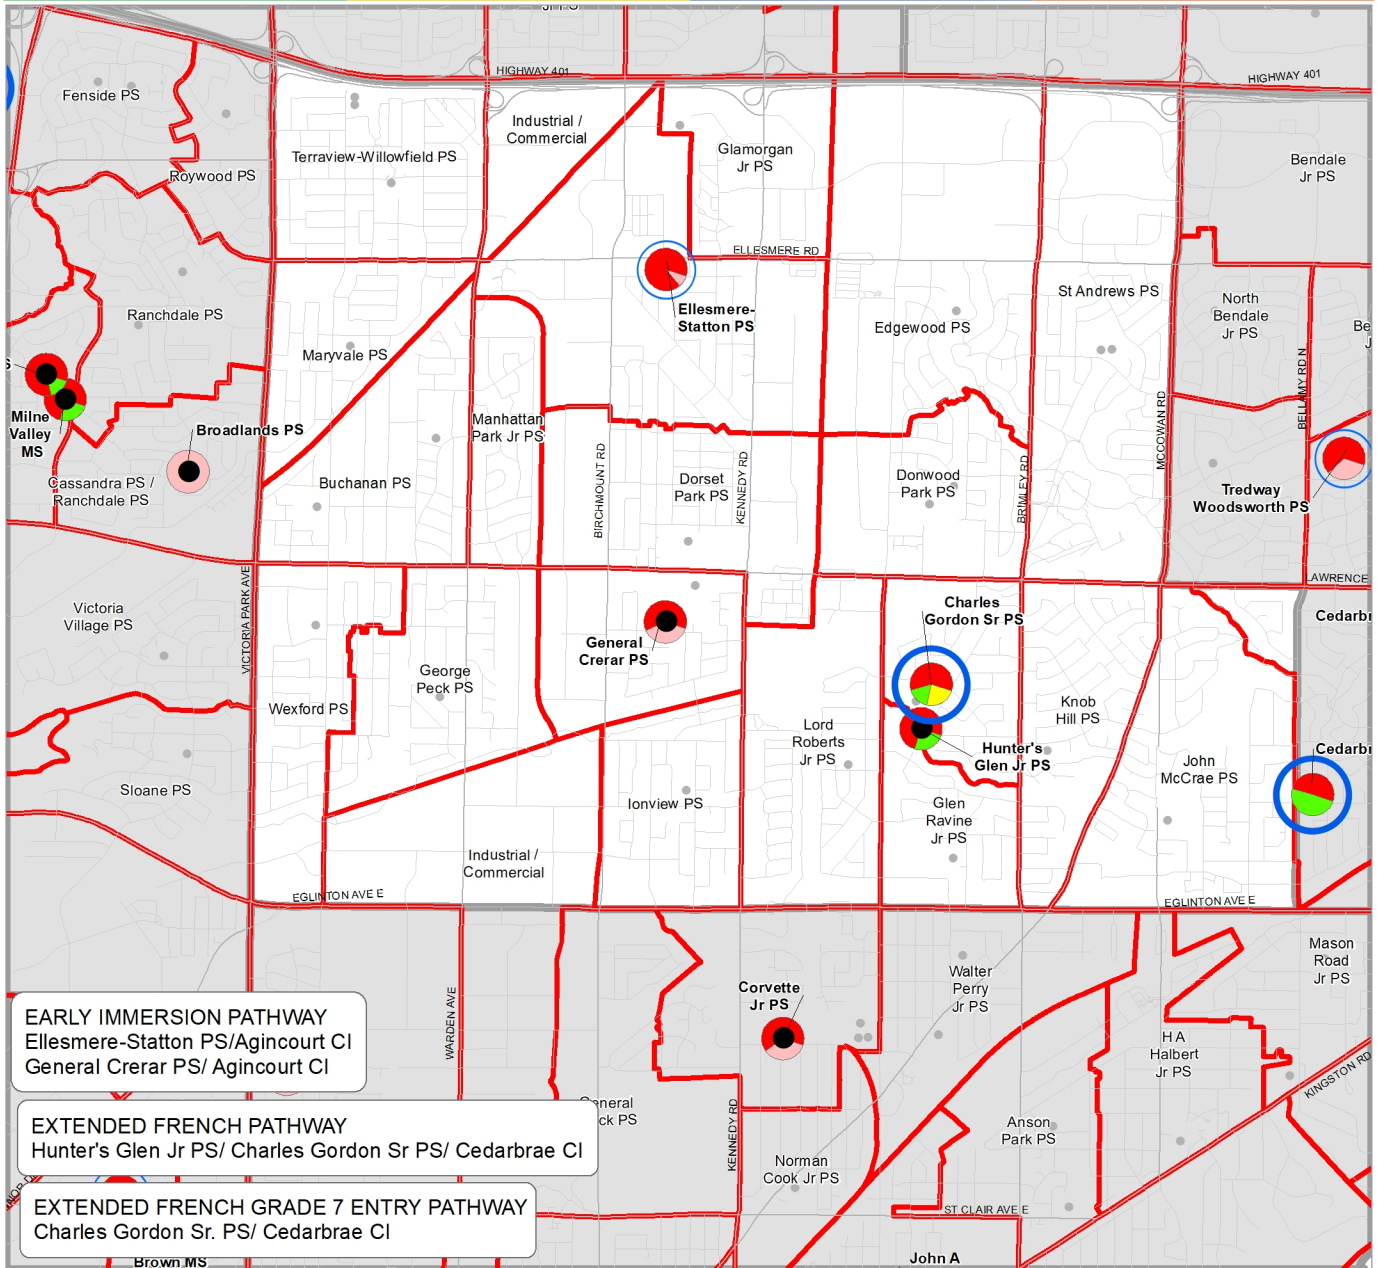 Jr PS
HIGHWAY 401
HIGHWAY 401
Fenside PS
Industrial /
Commercial
Terraview-Willowfield PS
Glamorgan
Jr PS
Bendale
Jr PS
Roywood PS
ELLESMERE RD
St Andrews PS
Ranchdale PS
Ellesmere-
Statton PS
Edgewood PS
North
Bendale
Jr PS
Maryvale PS
BELLAMY RD N
Milne
Valley
MS
Broadlands PS
Manhattan
Park Jr PS
MCCOWAN RD
Cassandra PS /
Ranchdale PS
Buchanan PS
BIRCHMOUNT RD
Dorset
Park PS
KENNEDY RD
Donwood
Park PS
BRIMLEY RD
Tredway
Woodsworth PS
LAWRENCE
Victoria
Village PS
VICTORIA PARK AVE
Charles
Gordon Sr PS
General
Crerar PS
George
Peck PS
Wexford PS
Knob
Hill PS
Lord
Roberts
Jr PS
Hunter's
Glen Jr PS
John
McCrae PS
Sloane PS
Ionview PS
Glen
Ravine
Jr PS
Industrial /
Commercial
EGLINTON AVE E
EGLINTON AVE E
Mason
Road
Jr PS
Walter
Perry
Jr PS
Corvette
Jr PS
WARDEN AVE
H A
Halbert
Jr PS
KINGSTON RD
EARLY IMMERSION PATHWAY
Ellesmere-Statton PS/Agincourt CI
General Crerar PS/ Agincourt CI
KENNEDY RD
Anson
Park PS
EXTENDED FRENCH PATHWAY
Hunter's Glen Jr PS/ Charles Gordon Sr PS/ Cedarbrae CI
Norman
Cook Jr PS
EXTENDED FRENCH GRADE 7 ENTRY PATHWAY
Charles Gordon Sr. PS/ Cedarbrae CI
ST CLAIR AVE E
Brown MS
John A